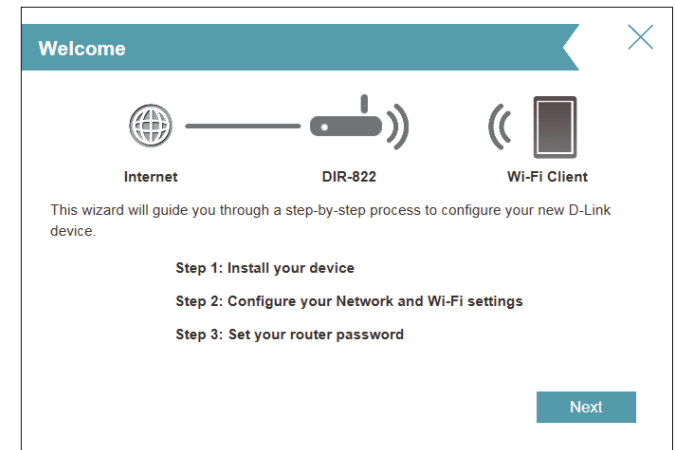 Welcome
Internet DIR-822 Wi-Fi Client
This wizard will guide you through a step-by-step process to configure your new D-Link
device.
Step 1: Install your device
Step 2: Configure your Network and Wi-Fi settings
Step 3: Set your router password
Next